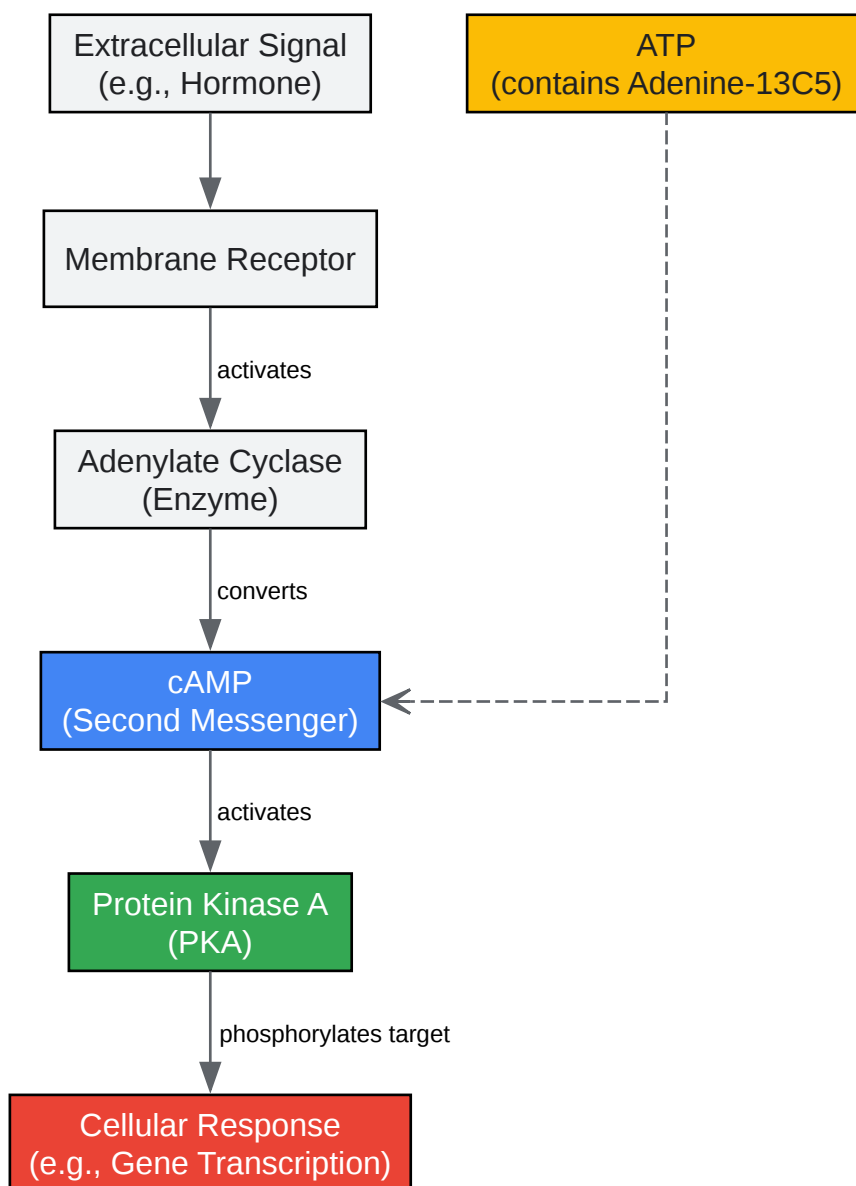 Extracellular Signal
(e.g., Hormone)
ATP
(contains Adenine-13C5)
Membrane Receptor
activates
Adenylate Cyclase
(Enzyme)
converts
cAMP
(Second Messenger)
activates
Protein Kinase A
(PKA)
phosphorylates target
Cellular Response
(e.g., Gene Transcription)